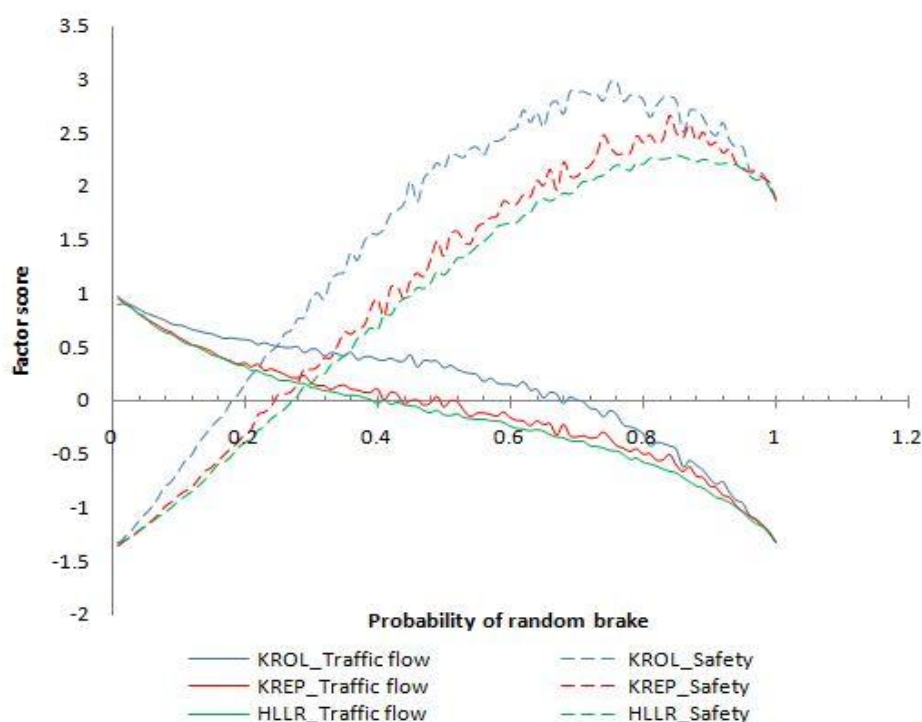 3.5
3
2.5
2
1.5
1
0.5
0
-0.5
-1
-1.5
-2
0 0.2 0.4 0.6 0.8 1 1.2
Factor score
Probability of random brake
KROL_Traffic flow KROL_Safety
KREP_Traffic flow KREP_Safety
HLLR_Traffic flow HLLR_Safety